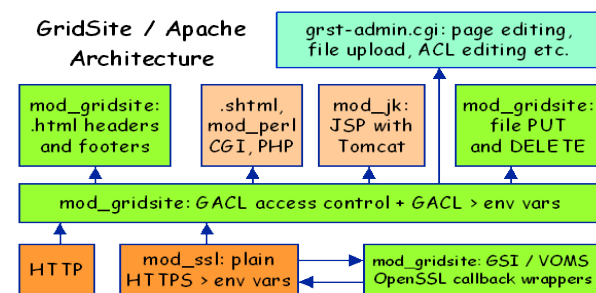 GridSite / Apache
Architecture
grst-admin.cgi: page editing,
file upload, ACL editing etc.
mod_gridsite:
.html headers
and footers
.shtml,
mod_perl
CGI, PHP
mod_jk:
JSP with
Tomcat
mod_gridsite:
file PUT
and DELETE
mod_gridsite: GACL access control + GACL > env vars
HTTP
mod_ssl: plain
HTTPS > env vars
mod_gridsite: GSI / VOMS
OpenSSL callback wrappers